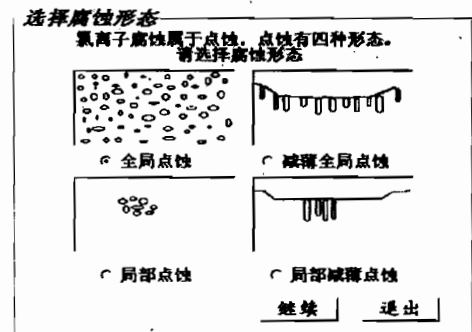 选择腐蚀形态
氯离子腐蚀属于点蚀，点蚀有四种形态。
请选择腐蚀形态
全局点蚀
减薄全局点蚀
局部点蚀
局部减薄点蚀
继续 退出